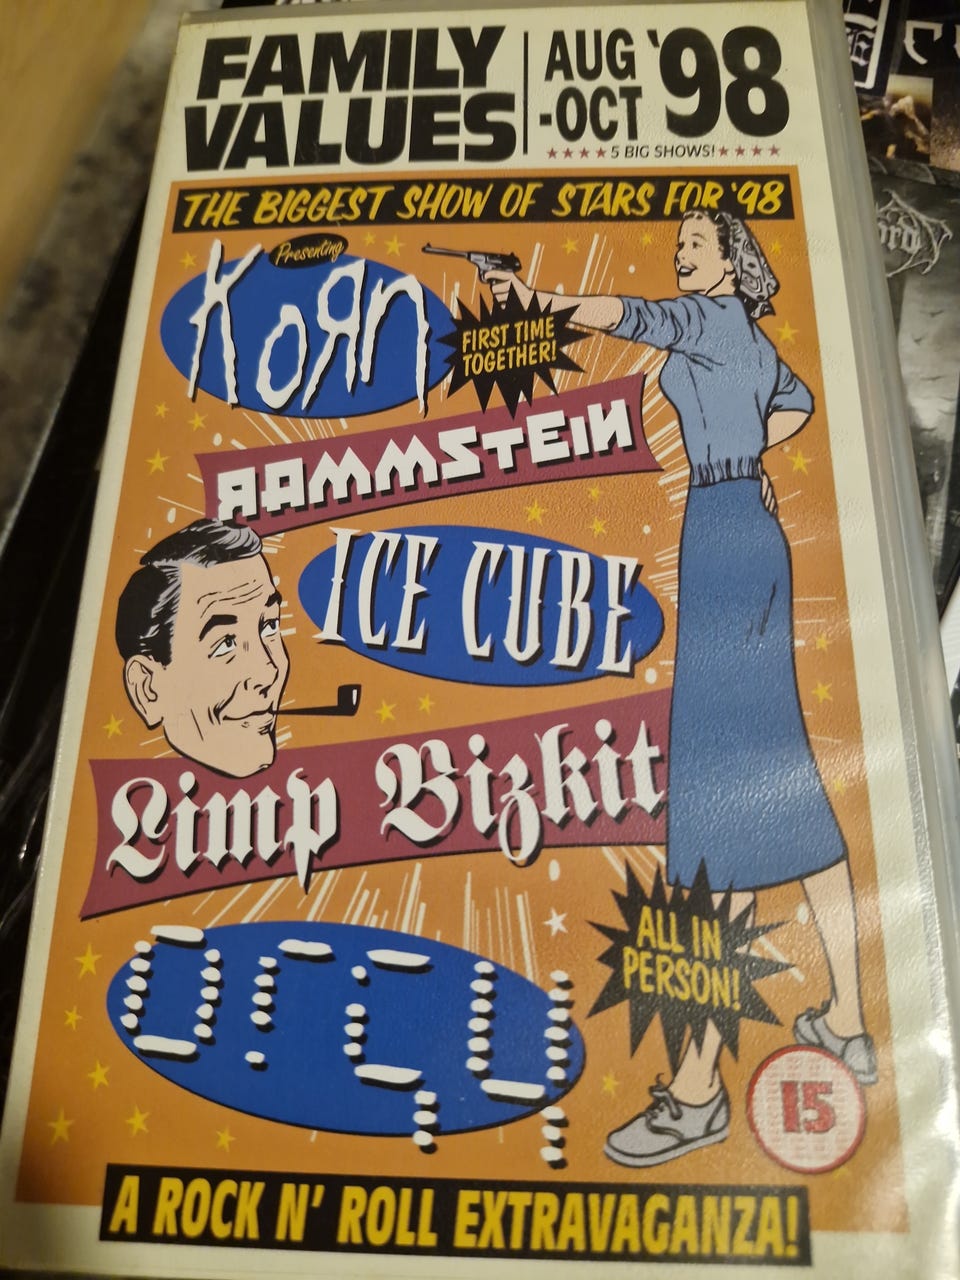 FAMILY
VALUES
AUG '98
-OCT
★★★★5 BIG SHOWS!★★★★
THE BIGGEST SHOW OF STARS FOR '98
Presenting
KoЯn
FIRST TIME
TOGETHER!
RAMMSTEIN
ICE CUBE
Limp Bizkit
orgy
ALL IN
PERSON!
15
A ROCK N' ROLL EXTRAVAGANZA!